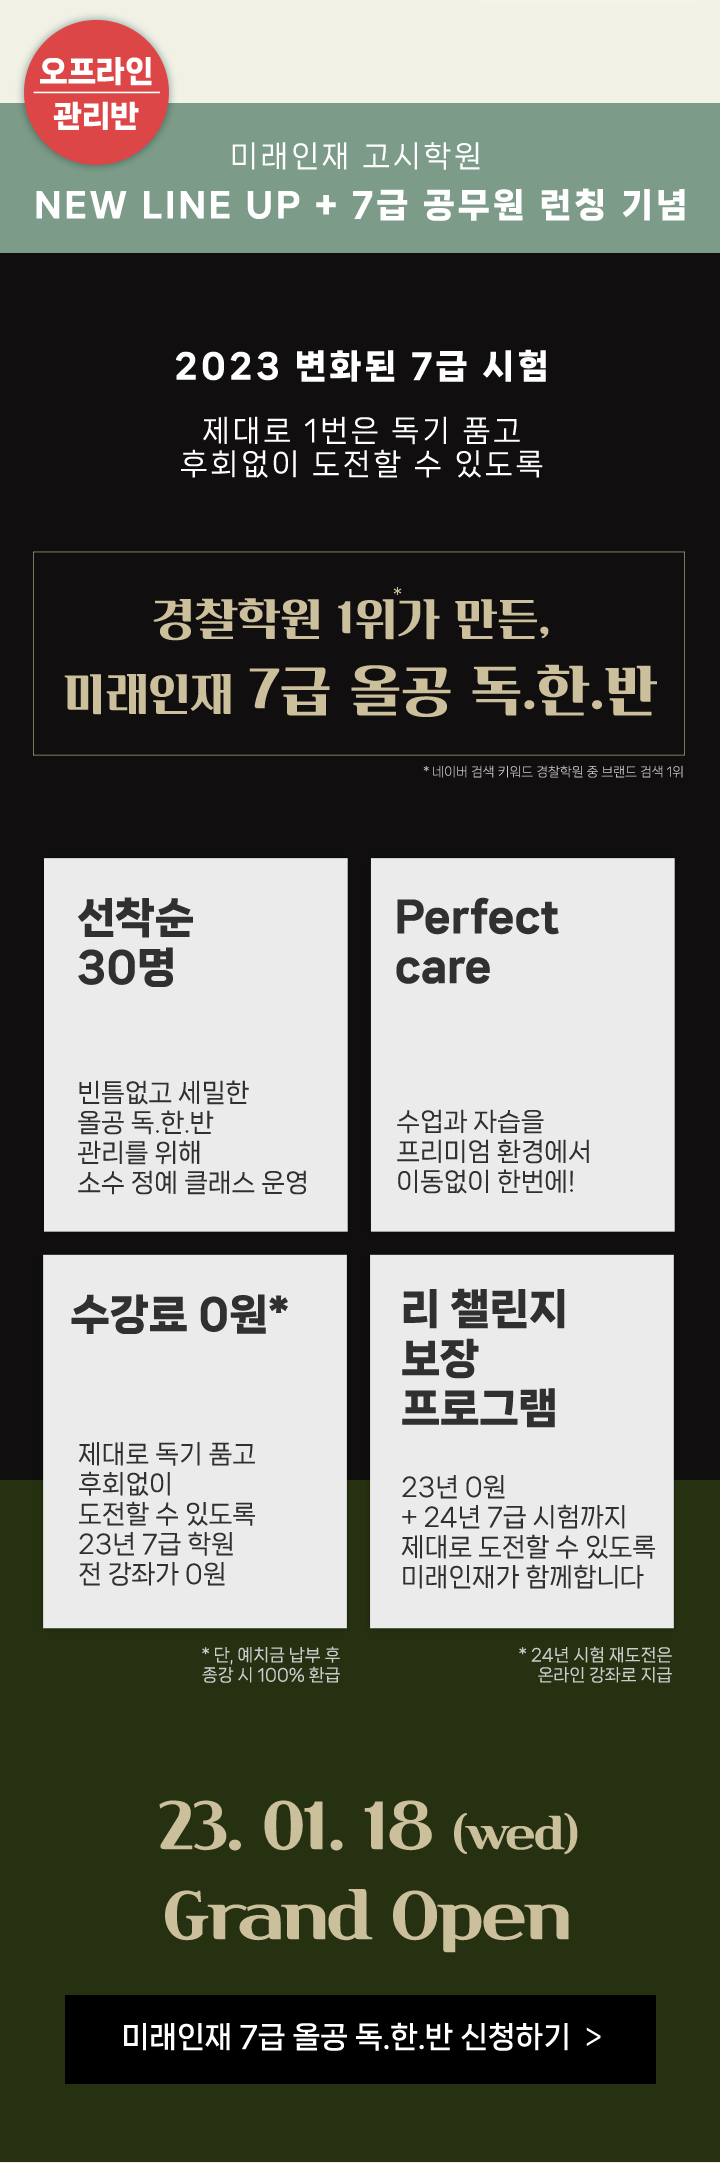 오프라인
관리반
미래인재 고시학원
NEW LINE UP + 7급 공무원 런칭 기념
2023 변화된 7급 시험
제대로 1번은 독기 품고
후회없이 도전할 수 있도록
경찰학원 1위*가 만든,
미래인재 7급 올공 독.한.반
* 네이버 검색 키워드 경찰학원 중 브랜드 검색 1위
선착순
30명
빈틈없고 세밀한
올공 독.한.반
관리를 위해
소수 정예 클래스 운영
Perfect
care
수업과 자습을
프리미엄 환경에서
이동없이 한번에!
수강료 0원*
제대로 독기 품고
후회없이
도전할 수 있도록
23년 7급 학원
전 강좌가 0원
* 단, 예치금 납부 후
종강 시 100% 환급
리 챌린지
보장
프로그램
23년 0원
+ 24년 7급 시험까지
제대로 도전할 수 있도록
미래인재가 함께합니다
* 24년 시험 재도전은
온라인 강좌로 지급
23. 01. 18 (wed)
Grand Open
미래인재 7급 올공 독.한.반 신청하기 >